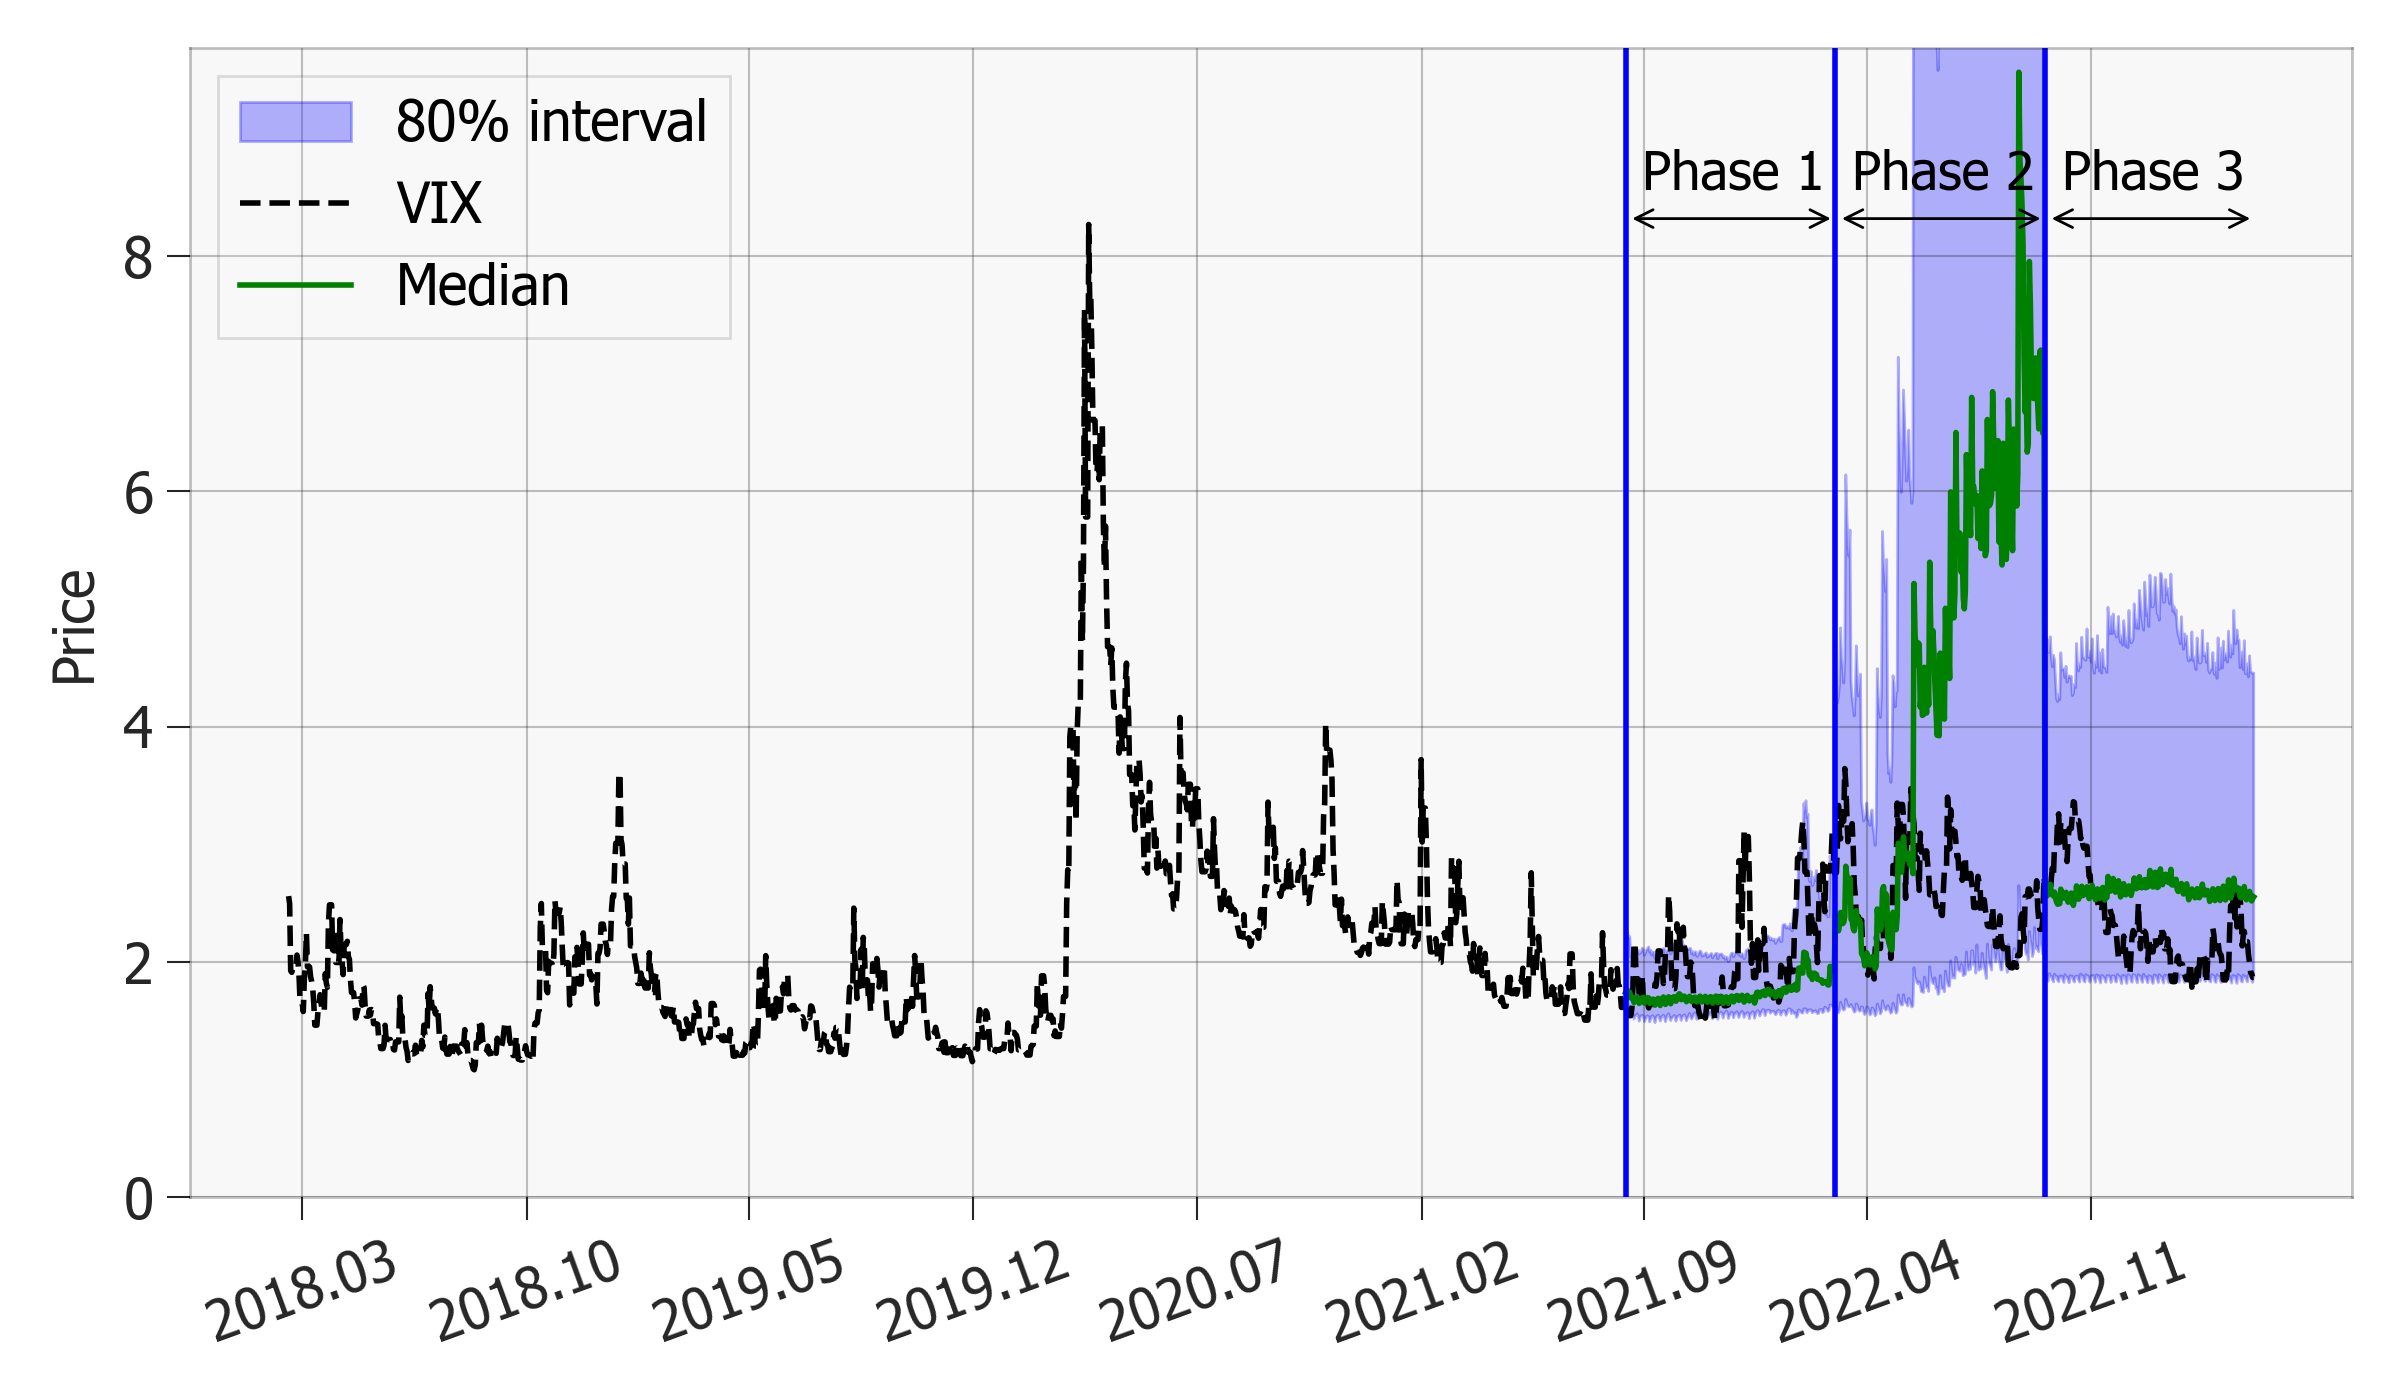 80% interval
VIX
Median
Phase 1
Phase 2
Phase 3
Price
8
6
4
2
0
2018.03
2018.10
2019.05
2019.12
2020.07
2021.02
2021.09
2022.04
2022.11